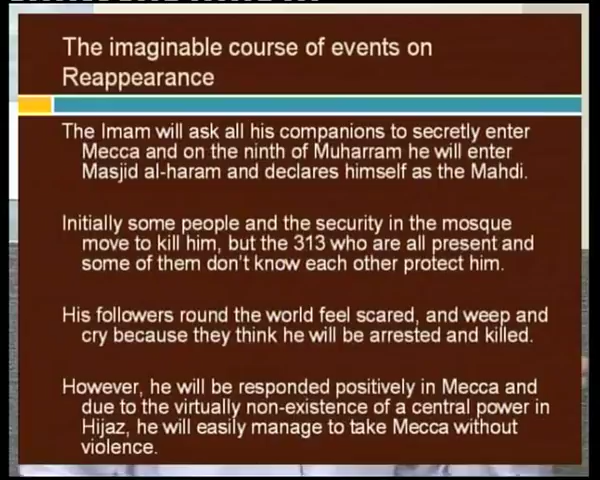 The imaginable course of events on
Reappearance
The Imam will ask all his companions to secretly enter
Mecca and on the ninth of Muharram he will enter
Masjid al-haram and declares himself as the Mahdi.
Initially some people and the security in the mosque
move to kill him, but the 313 who are all present and
some of them don't know each other protect him.
His followers round the world feel scared, and weep and
cry because they think he will be arrested and killed.
However, he will be responded positively in Mecca and
due to the virtually non-existence of a central power in
Hijaz, he will easily manage to take Mecca without
violence.